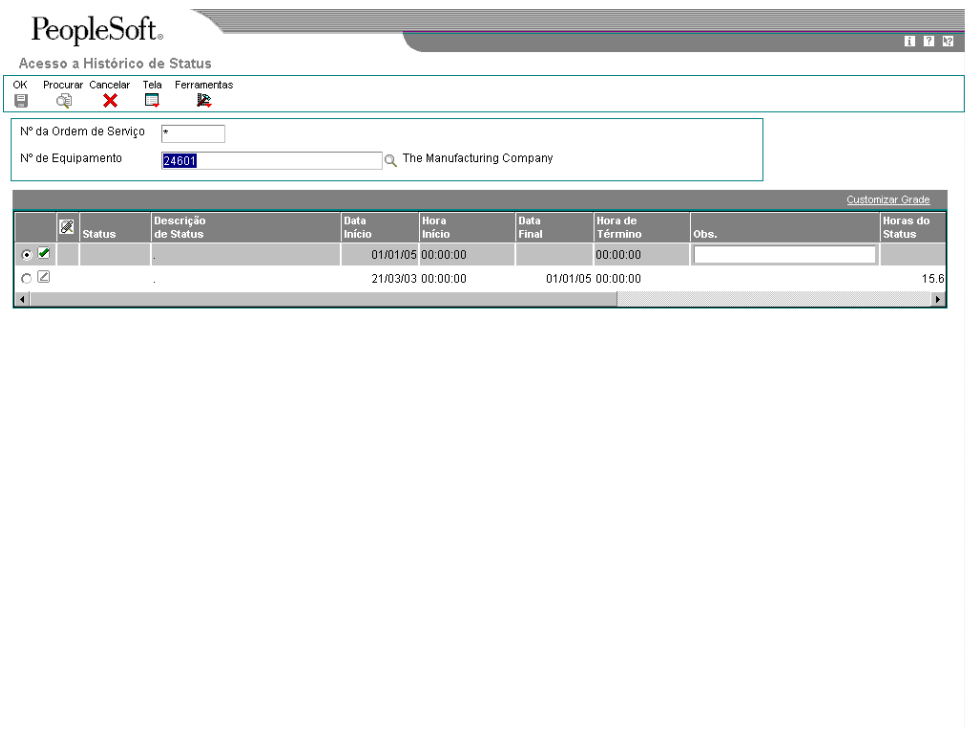 PeopleSoft.
Acesso a Histórico de Status
OK Procurar Cancelar Tela Ferramentas
Nº da Ordem de Serviço *
Nº de Equipamento 24601 The Manufacturing Company
Customizar Grade
Status Descrição de Status Data Início Hora Início Data Final Hora de Término Obs. Horas do Status
. 01/01/05 00:00:00 00:00:00
. 21/03/03 00:00:00 01/01/05 00:00:00 15.6